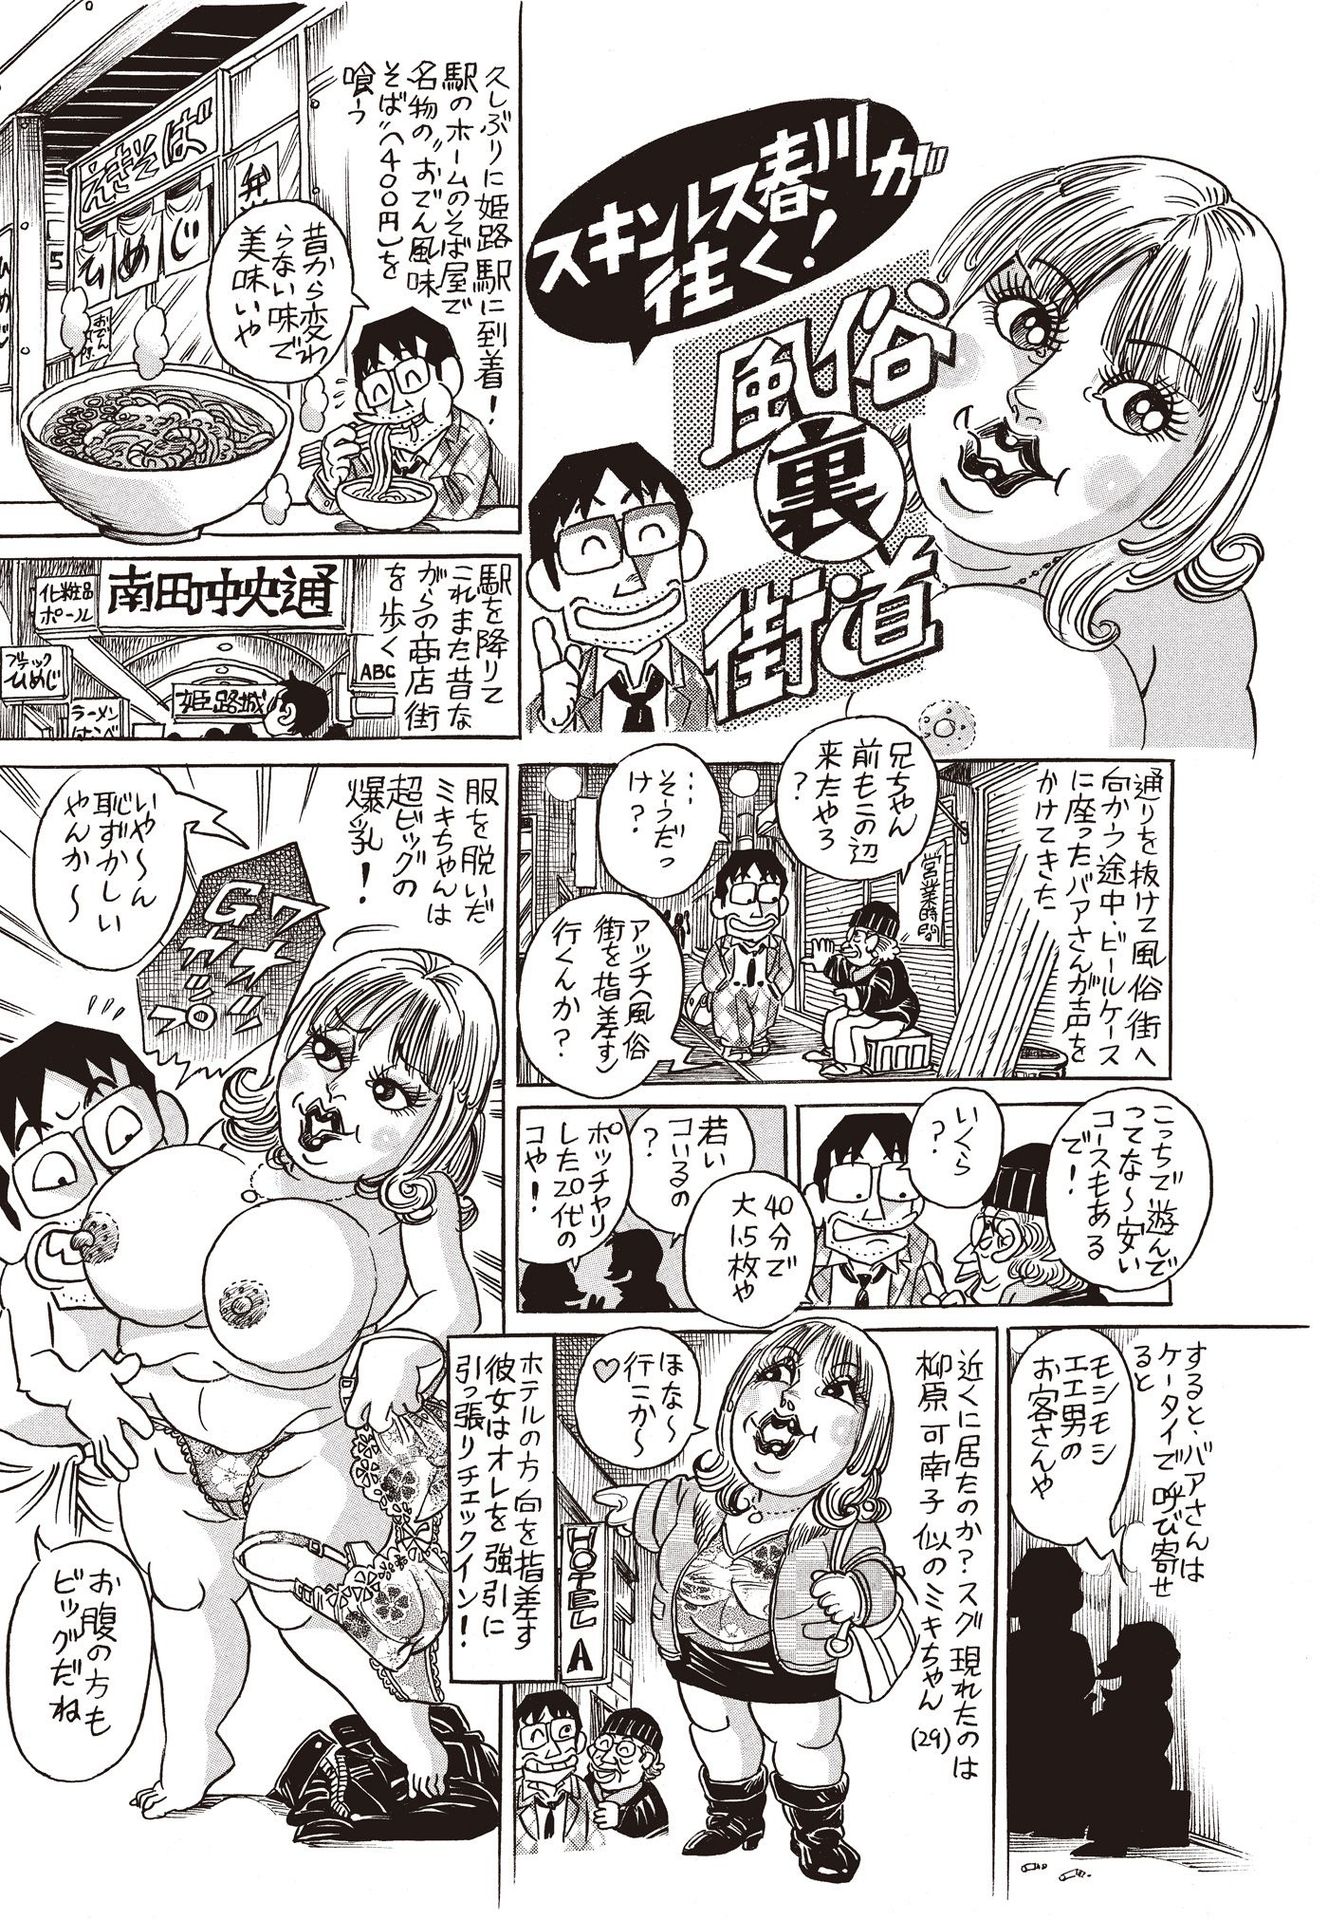 スキンレス春川が
往く！
風俗
裏
街道
久しぶりに姫路駅に到着！
駅のホームのそば屋で
名物の〝おでん風味
そば〟（４００円）を
喰う
えきそば
ひめじ
弁
5
おでん
昔から変わ
らない味で
美味いや
駅を降りて
これまた昔な
がらの商店街
を歩く
化粧品
ポール
南田中央通
ブティック
ひめじ
姫路城
ラーメン
ABC
通りを抜けて風俗街へ
向かう途中・ビールケース
に座ったバアさんが声を
かけてきた
兄ちゃん
前もこの辺
来たやろ
？
…
そうだっ
け？
営業時間
アッチ（風俗
街を指差す）
行くんか？
こっちで遊んで
ってな〜安い
コースもある
で！
いくら
？
40分で
大1.5枚や
若い
コいるの
？
ポッチャリ
した20代の
コや！
すると、バアさんは
ケータイで呼び寄せ
ると
モシモシ
エエ男の
お客さんや
近くに居たのか？スグ現れたのは
柳原可南子似のミキちゃん
(29)
ほな〜
行こか〜
♥
HOTEL
A
ホテルの方向を指差す
彼女はオレを強引に
引っ張りチェックイン！
服を脱いだ
ミキちゃんは
超ビッグの
爆乳！
いや〜ん
恥ずかしい
やんか〜
Gカップ
お腹の方も
ビッグだね